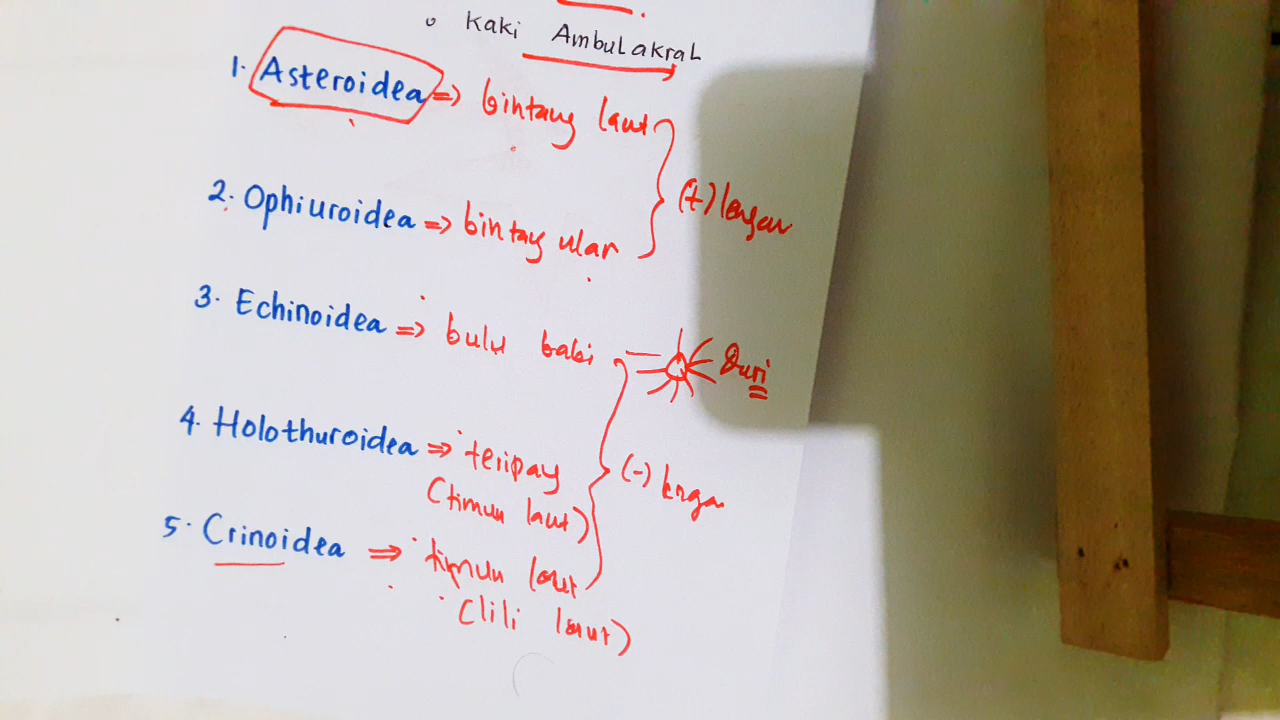 o Kaki Ambulakral
1. Asteroidea => bintang laut
(+) lengan
2. Ophiuroidea => bintang ular
3. Echinoidea => bulu babi
Duri
4. Holothuroidea => teripang
(timun laut)
(-) lengan
5. Crinoidea => timun laut
(lili laut)